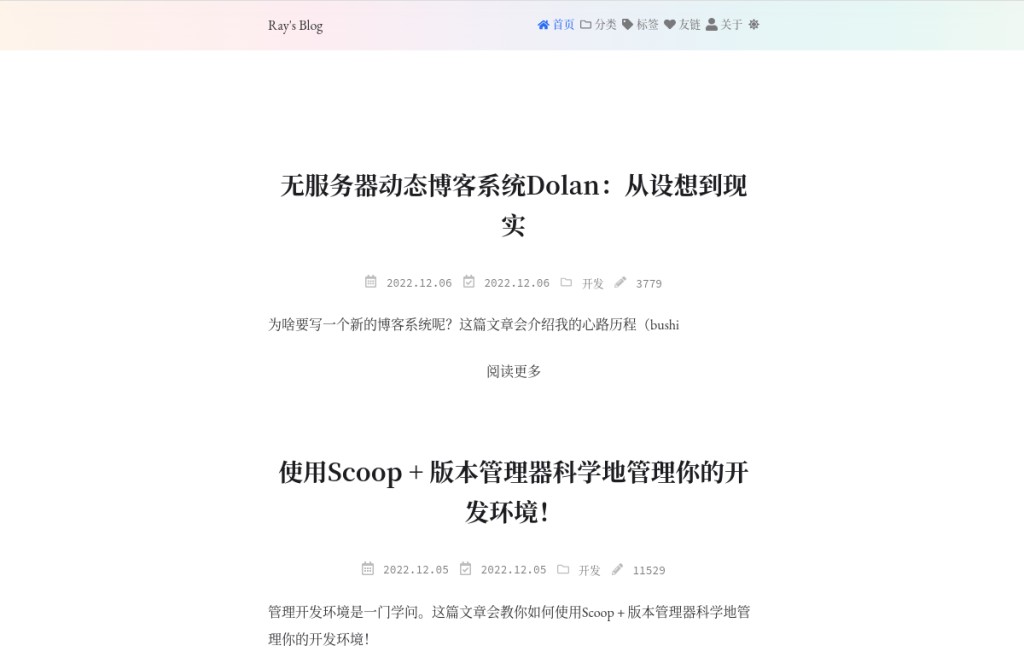 Ray's Blog
首页 分类 标签 友链 关于
无服务器动态博客系统Dolan：从设想到现
实
2022.12.06 2022.12.06 开发 3779
为啥要写一个新的博客系统呢？这篇文章会介绍我的心路历程（bushi
阅读更多
使用Scoop + 版本管理器科学地管理你的开
发环境！
2022.12.05 2022.12.05 开发 11529
管理开发环境是一门学问。这篇文章会教你如何使用Scoop + 版本管理器科学地管
理你的开发环境！